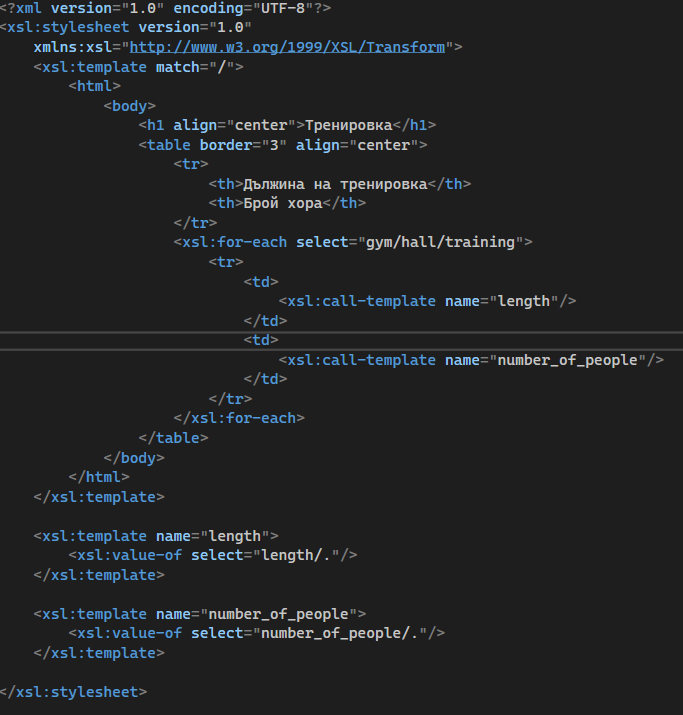 <?xml version="1.0" encoding="UTF-8"?>
<xsl:stylesheet version="1.0"
    xmlns:xsl="http://www.w3.org/1999/XSL/Transform">
    <xsl:template match="/">
        <html>
            <body>
                <h1 align="center">Тренировка</h1>
                <table border="3" align="center">
                    <tr>
                        <th>Дължина на тренировка</th>
                        <th>Брой хора</th>
                    </tr>
                    <xsl:for-each select="gym/hall/training">
                        <tr>
                            <td>
                                <xsl:call-template name="length"/>
                            </td>
                            <td>
                                <xsl:call-template name="number_of_people"/>
                            </td>
                        </tr>
                    </xsl:for-each>
                </table>
            </body>
        </html>
    </xsl:template>

    <xsl:template name="length">
        <xsl:value-of select="length/."/>
    </xsl:template>

    <xsl:template name="number_of_people">
        <xsl:value-of select="number_of_people/."/>
    </xsl:template>

</xsl:stylesheet>